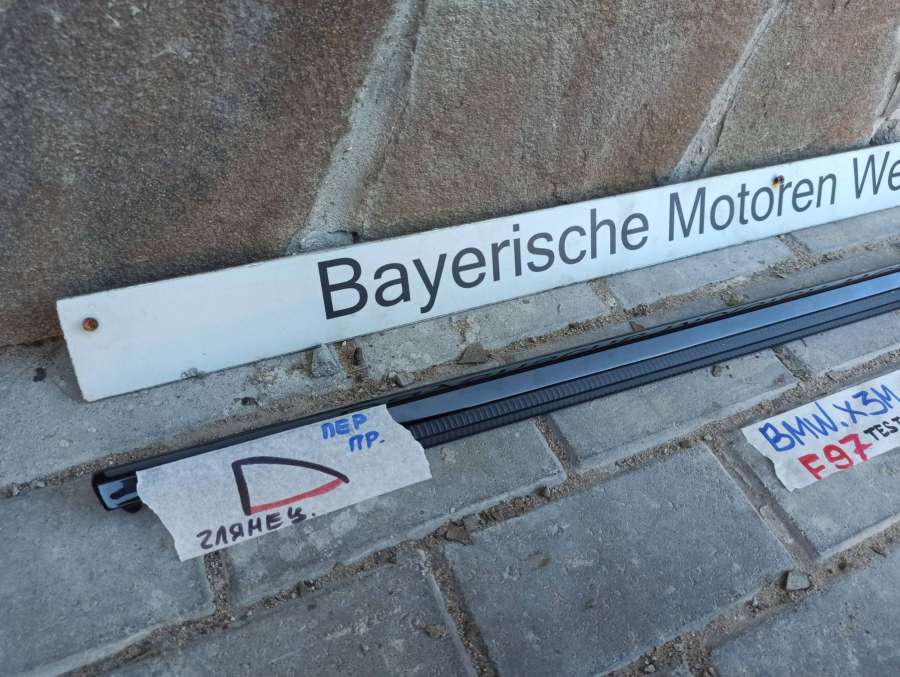 Bayerische Motoren We
ПЕР
ПР.
ГЛЯНЕЦ.
BMW.X3M
F97 TEST